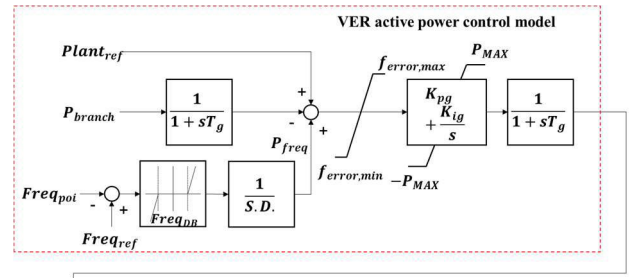 VER active power control model
Plant_ref
+
P_branch
1
1 + sT_g
-
+
P_freq
f_error,max
f_error,min
P_MAX
K_pg
+ K_ig
s
-P_MAX
1
1 + sT_g
Freq_poi
-
+
Freq_ref
Freq_DB
1
S.D.